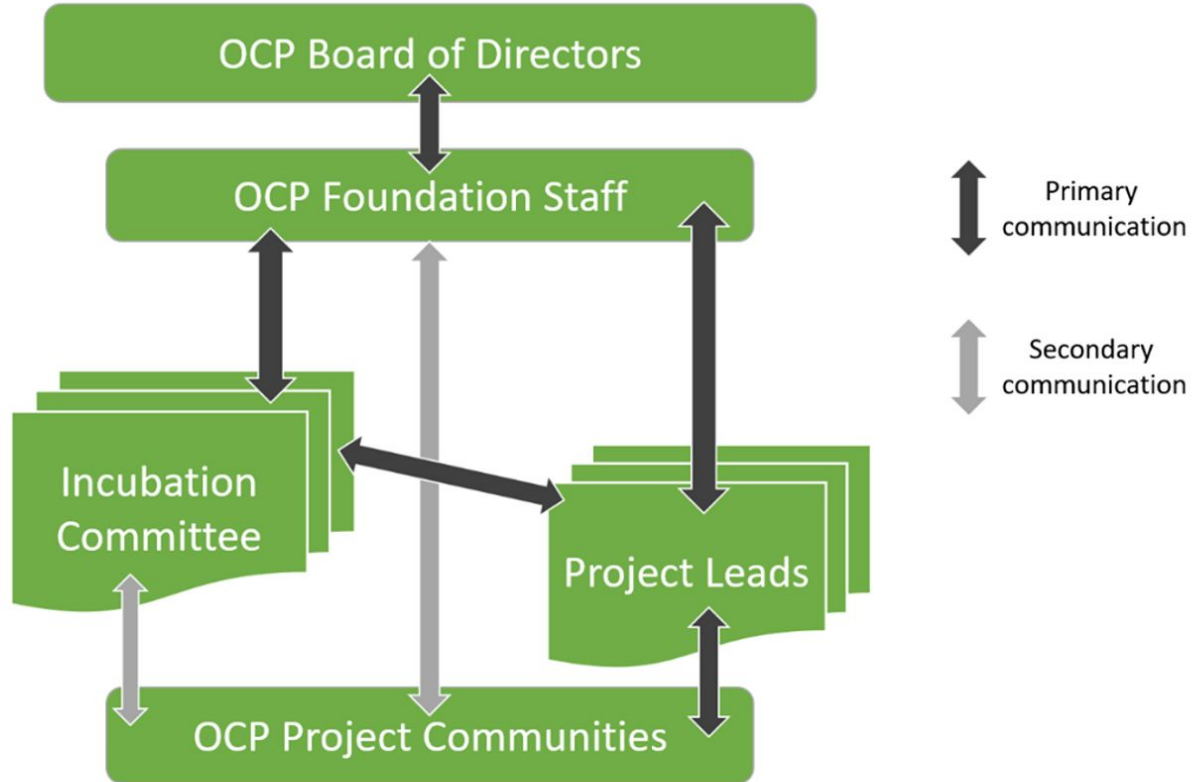 OCP Board of Directors
OCP Foundation Staff
Primary
communication
Secondary
communication
Incubation
Committee
Project Leads
OCP Project Communities